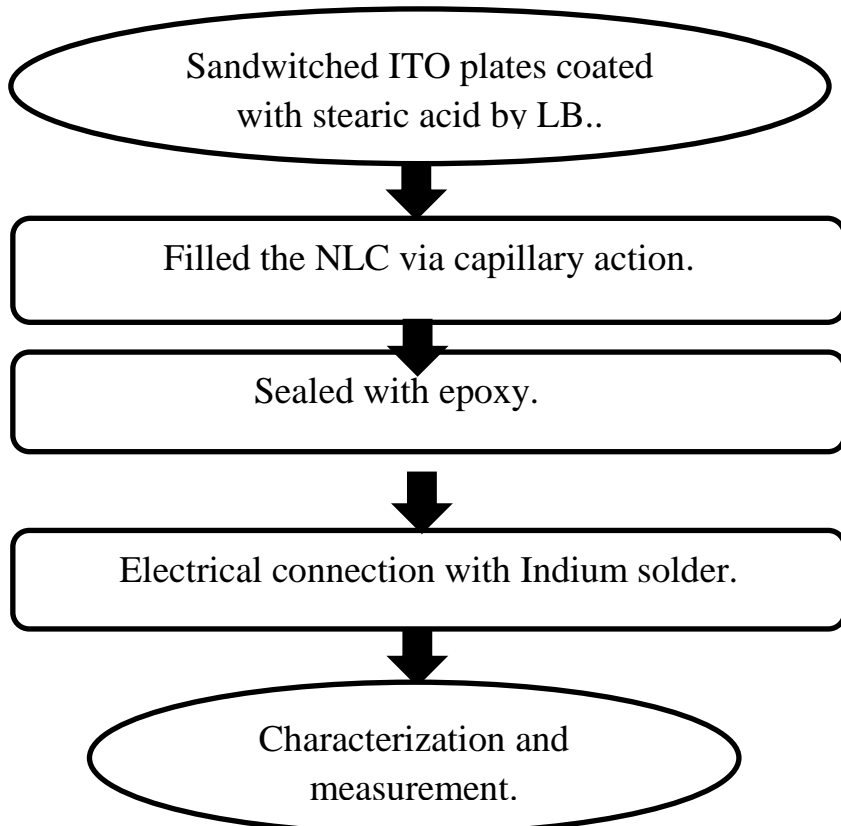 Sandwitched ITO plates coated
with stearic acid by LB..
Filled the NLC via capillary action.
Sealed with epoxy.
Electrical connection with Indium solder.
Characterization and
measurement.